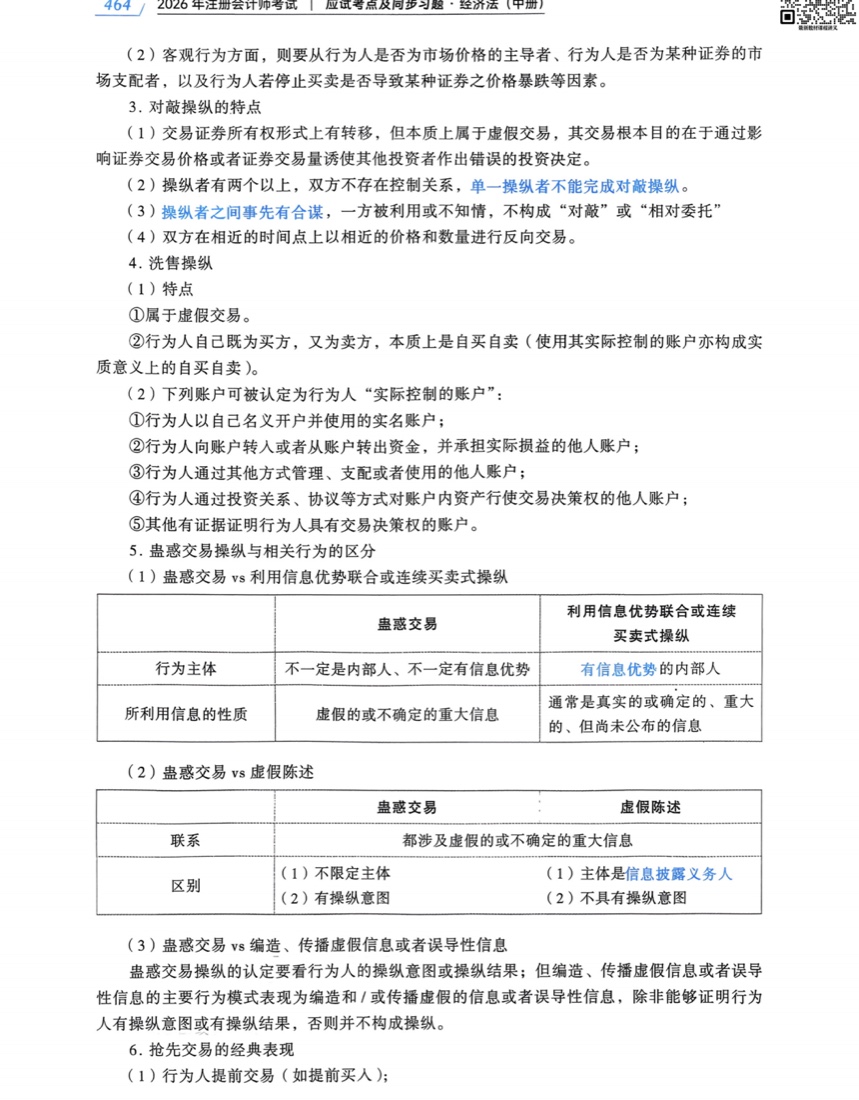 464 2026年注册会计师考试 | 应试考点及同步习题·经济法（中册）
（2）客观行为方面，则要从行为人是否为市场价格的主导者、行为人是否为某种证券的市
场支配者，以及行为人若停止买卖是否导致某种证券之价格暴跌等因素。
3. 对敲操纵的特点
（1）交易证券所有权形式上有转移，但本质上属于虚假交易，其交易根本目的在于通过影
响证券交易价格或者证券交易量诱使其他投资者作出错误的投资决定。
（2）操纵者有两个以上，双方不存在控制关系，单一操纵者不能完成对敲操纵。
（3）操纵者之间事先有合谋，一方被利用或不知情，不构成“对敲”或“相对委托”
（4）双方在相近的时间点上以相近的价格和数量进行反向交易。
4. 洗售操纵
（1）特点
①属于虚假交易。
②行为人自己既为买方，又为卖方，本质上是自买自卖（使用其实际控制的账户亦构成实
质意义上的自买自卖）。
（2）下列账户可被认定为行为人“实际控制的账户”：
①行为人以自己名义开户并使用的实名账户；
②行为人向账户转入或者从账户转出资金，并承担实际损益的他人账户；
③行为人通过其他方式管理、支配或者使用的他人账户；
④行为人通过投资关系、协议等方式对账户内资产行使交易决策权的他人账户；
⑤其他有证据证明行为人具有交易决策权的账户。
5. 蛊惑交易操纵与相关行为的区分
（1）蛊惑交易 vs 利用信息优势联合或连续买卖式操纵
蛊惑交易 利用信息优势联合或连续
买卖式操纵
行为主体 不一定是内部人、不一定有信息优势 有信息优势的内部人
所利用信息的性质 虚假的或不确定的重大信息 通常是真实的或确定的、重大
的、但尚未公布的信息
（2）蛊惑交易 vs 虚假陈述
蛊惑交易 虚假陈述
联系 都涉及虚假的或不确定的重大信息
区别 （1）不限定主体 （1）主体是信息披露义务人
（2）有操纵意图 （2）不具有操纵意图
（3）蛊惑交易 vs 编造、传播虚假信息或者误导性信息
蛊惑交易操纵的认定要看行为人的操纵意图或操纵结果；但编造、传播虚假信息或者误导
性信息的主要行为模式表现为编造和/或传播虚假的信息或者误导性信息，除非能够证明行为
人有操纵意图或有操纵结果，否则并不构成操纵。
6. 抢先交易的经典表现
（1）行为人提前交易（如提前买入）；